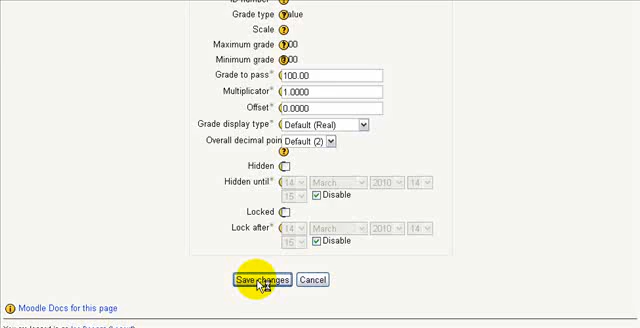 ID number
Grade type
Scale
Maximum grade
Minimum grade
Grade to pass* 100.00
Multiplicator* 1.0000
Offset* 0.0000
Grade display type* Default (Real)
Overall decimal poin Default (2)
Hidden
Hidden until* 14 March 2010 14
15 Disable
Locked
Lock after* 14 March 2010 14
15 Disable
Save changes Cancel
Moodle Docs for this page